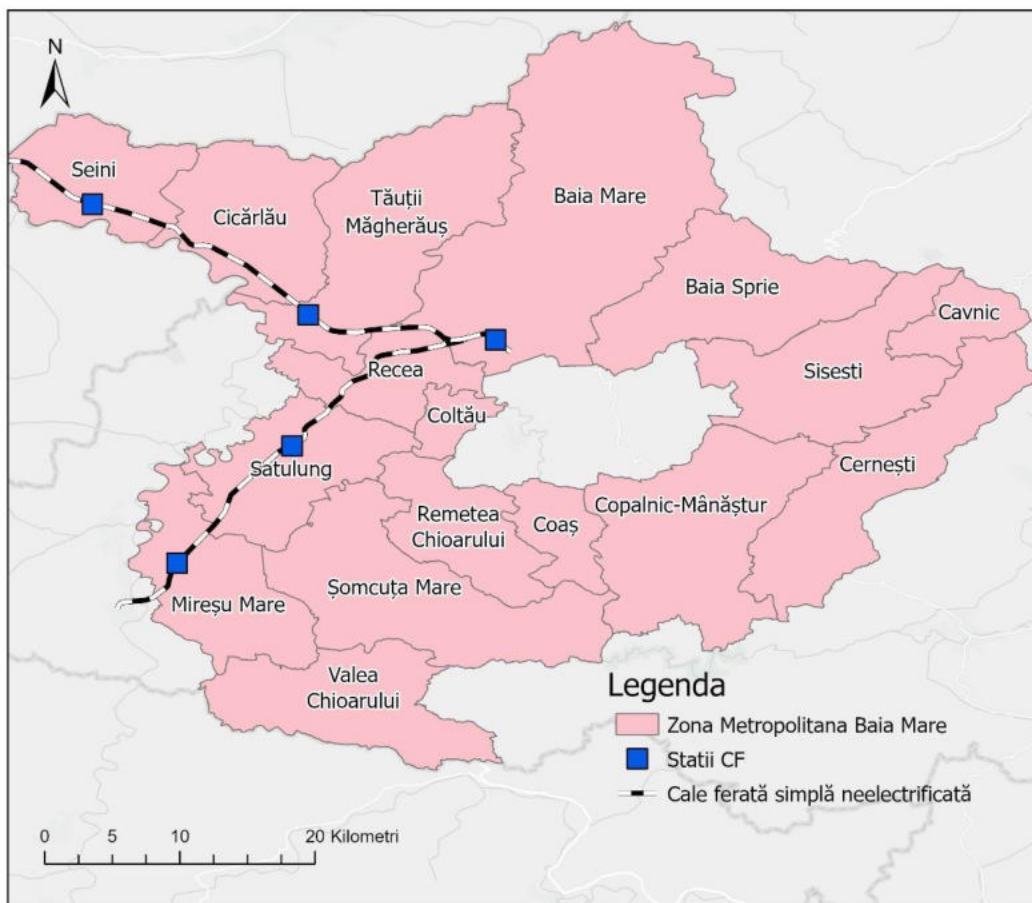 N
Seini
Cicărlău
Tăuții
Măgherăuș
Baia Mare
Baia Sprie
Cavnic
Sisesti
Recea
Coltău
Satulung
Cernești
Copalnic-Mânăștur
Remetea
Chioarului
Coaș
Șomcuța Mare
Mireșu Mare
Valea
Chioarului
Legenda
Zona Metropolitana Baia Mare
Statii CF
Cale ferată simplă neelectrificată
0 5 10 20 Kilometri